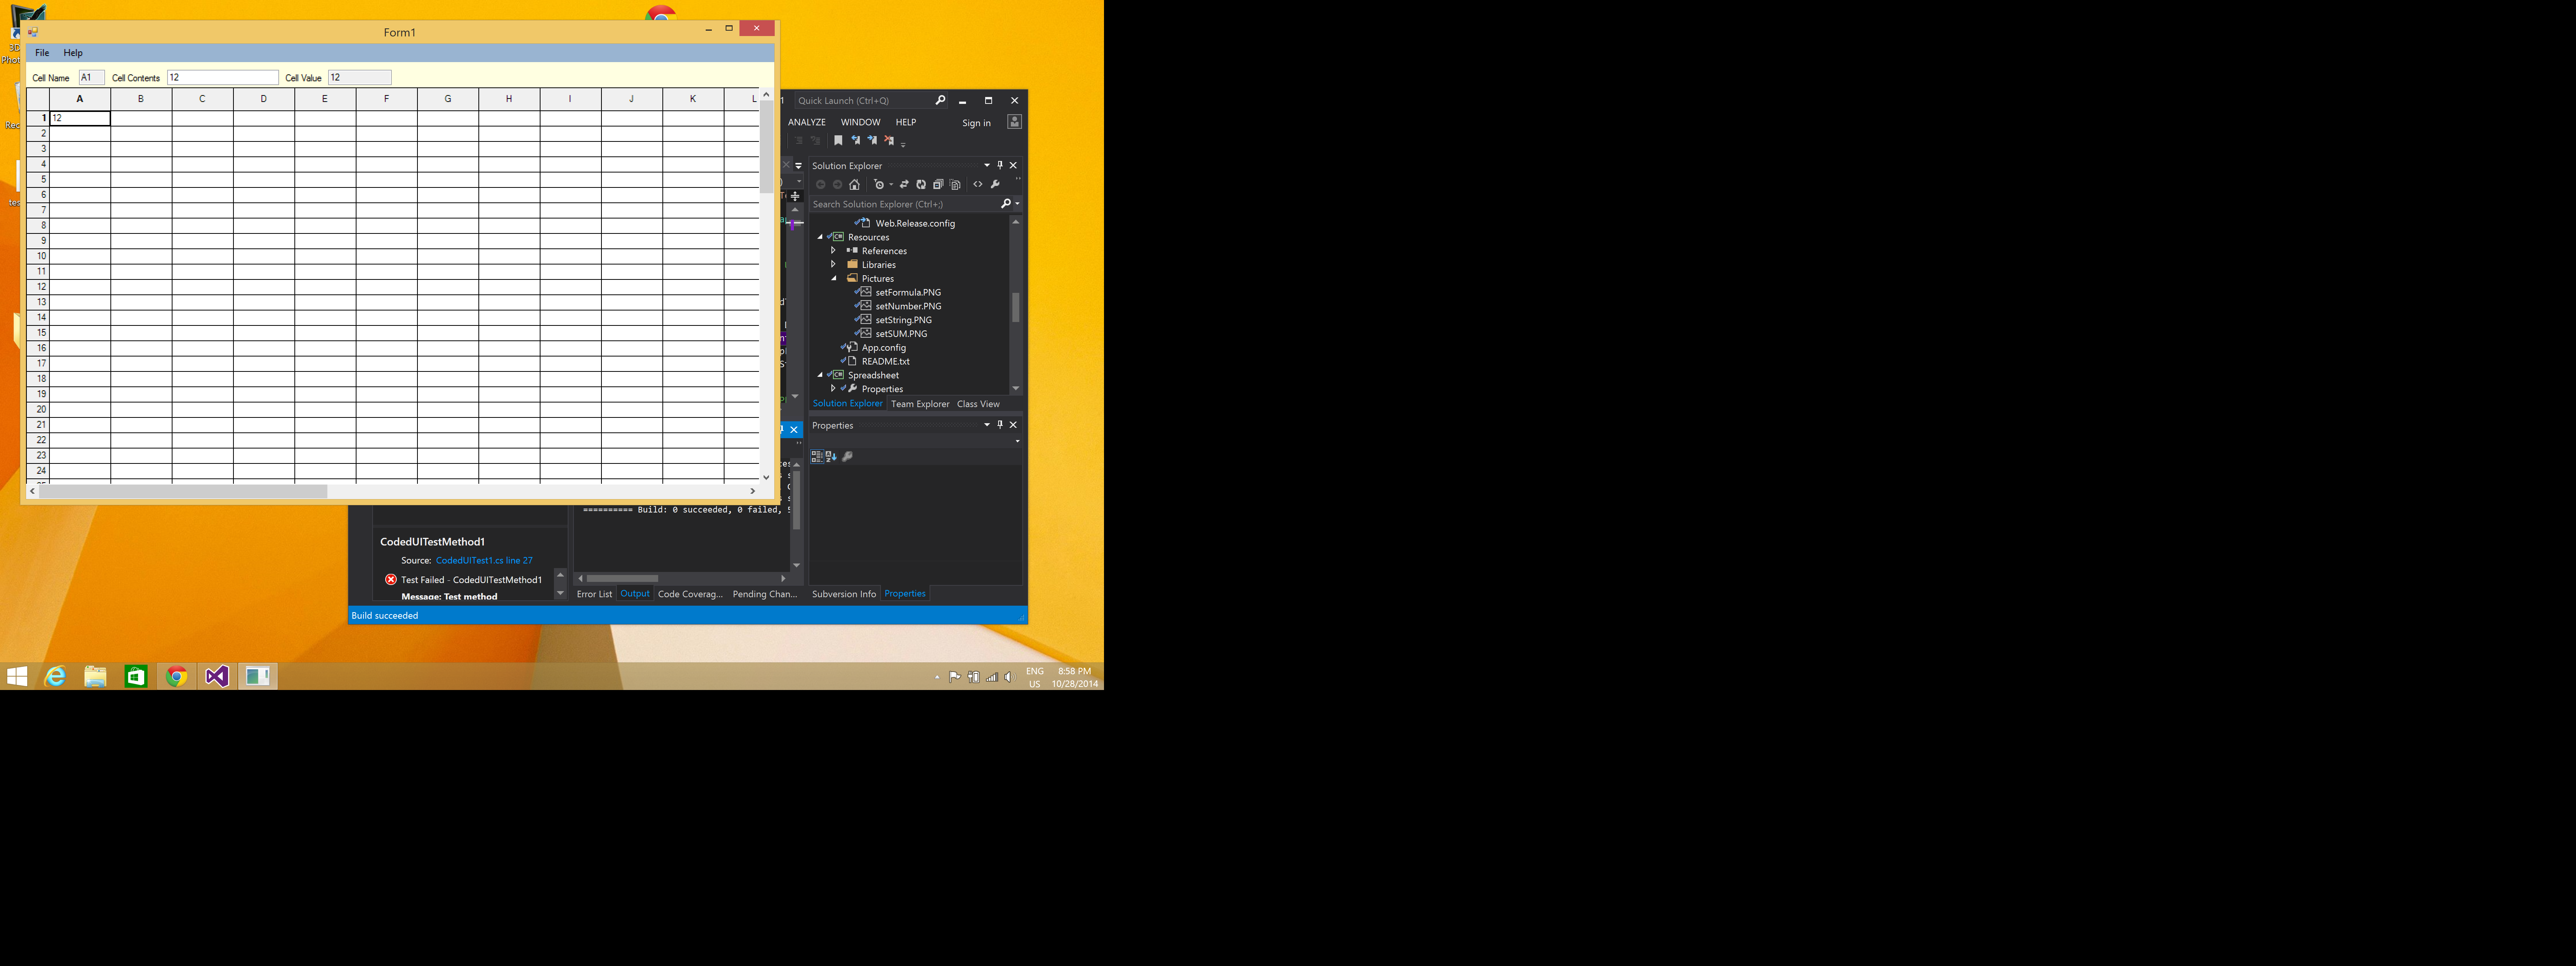 Form1
File Help
Cell Name A1 Cell Contents 12 Cell Value 12
A B C D E F G H I J K L
1 12
2
3
4
5
6
7
8
9
10
11
12
13
14
15
16
17
18
19
20
21
22
23
24
Quick Launch (Ctrl+Q)
ANALYZE WINDOW HELP Sign in
Solution Explorer
Search Solution Explorer (Ctrl+;)
Web.Release.config
Resources
References
Libraries
Pictures
setFormula.PNG
setNumber.PNG
setString.PNG
setSUM.PNG
App.config
README.txt
Spreadsheet
Properties
Solution Explorer Team Explorer Class View
Properties
========== Build: 0 succeeded, 0 failed, 5
CodedUITestMethod1
Source: CodedUITest1.cs line 27
Test Failed - CodedUITestMethod1
Message: Test method
Error List Output Code Coverag... Pending Chan...
Subversion Info Properties
Build succeeded
ENG 8:58 PM
US 10/28/2014